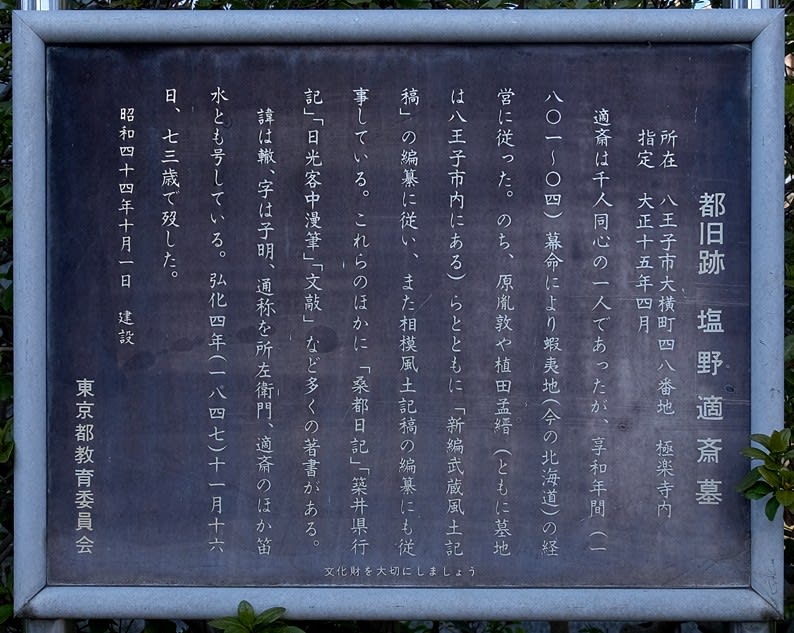 都旧跡 塩野適斎墓
所在 八王子市大横町四八番地 極楽寺内
指定 大正十五年四月
適斎は千人同心の一人であったが、享和年間(一
八〇一〜〇四)幕命により蝦夷地(今の北海道)の経
営に従った。のち、原胤敦や植田孟縉(ともに墓地
は八王子市内にある)らとともに「新編武蔵風土記
稿」の編纂に従い、また相模風土記稿の編纂にも従
事している。これらのほかに「桑都日記」「築井県行
記」「日光客中漫筆」「文敲」など多くの著書がある。
諱は轍、字は子明、通称を所左衛門、適斎のほか笛
水とも号している。弘化四年(一八四七)十一月十六
日、七三歳で歿した。
昭和四十四年十月一日 建設
東京都教育委員会
文化財を大切にしましょう